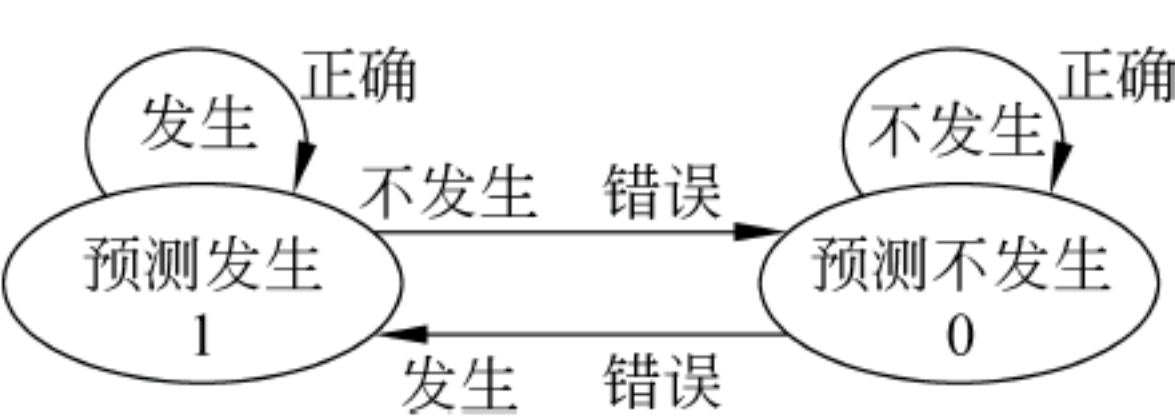 正确
发生
正确
不发生
不发生 错误
预测发生
1
预测不发生
0
发生 错误